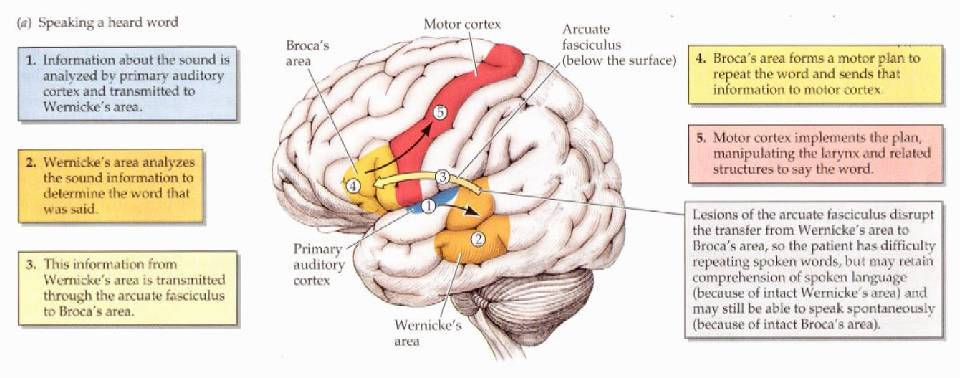 (a) Speaking a heard word
1. Information about the sound is
analyzed by primary auditory
cortex and transmitted to
Wernicke's area.
2. Wernicke's area analyzes
the sound information to
determine the word that
was said.
3. This information from
Wernicke's area is transmitted
through the arcuate fasciculus
to Broca's area.
Broca's
area
Motor cortex
Arcuate
fasciculus
(below the surface)
5
4
3
1
2
Primary
auditory
cortex
Wernicke's
area
4. Broca's area forms a motor plan to
repeat the word and sends that
information to motor cortex
5. Motor cortex implements the plan,
manipulating the larynx and related
structures to say the word.
Lesions of the arcuate fasciculus disrupt
the transfer from Wernicke's area to
Broca's area, so the patient has difficulty
repeating spoken words, but may retain
comprehension of spoken language
(because of intact Wernicke's area) and
may still be able to speak spontaneously
(because of intact Broca's area).